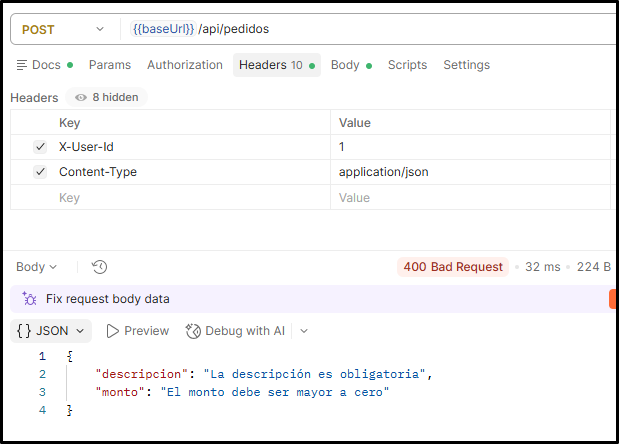 POST {{baseUrl}}/api/pedidos
Docs Params Authorization Headers 10 Body Scripts Settings
Headers 8 hidden
Key Value
X-User-Id 1
Content-Type application/json
Key Value
Body 400 Bad Request • 32 ms • 224 B
Fix request body data
{} JSON Preview Debug with AI
1 {
2 "descripcion": "La descripción es obligatoria",
3 "monto": "El monto debe ser mayor a cero"
4 }